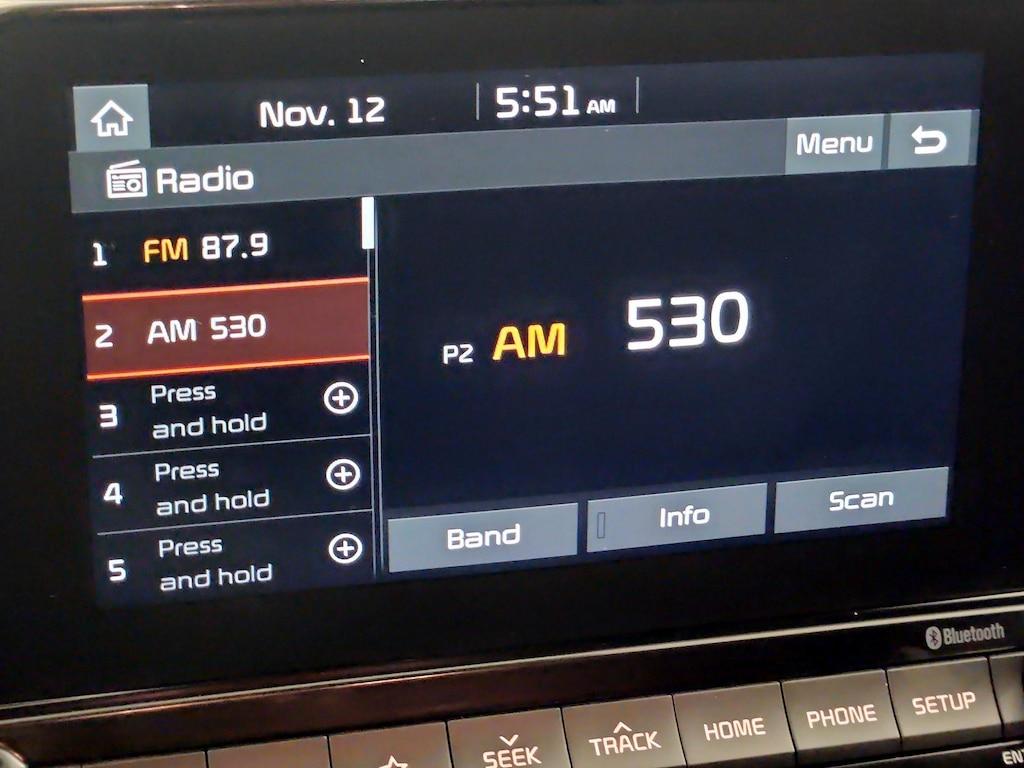 Nov. 12
5:51 AM
Menu
Radio
1 FM 87.9
2 AM 530
P2 AM 530
3 Press
and hold
4 Press
and hold
5 Press
and hold
Band
Info
Scan
Bluetooth
SEEK
TRACK
HOME
PHONE
SETUP